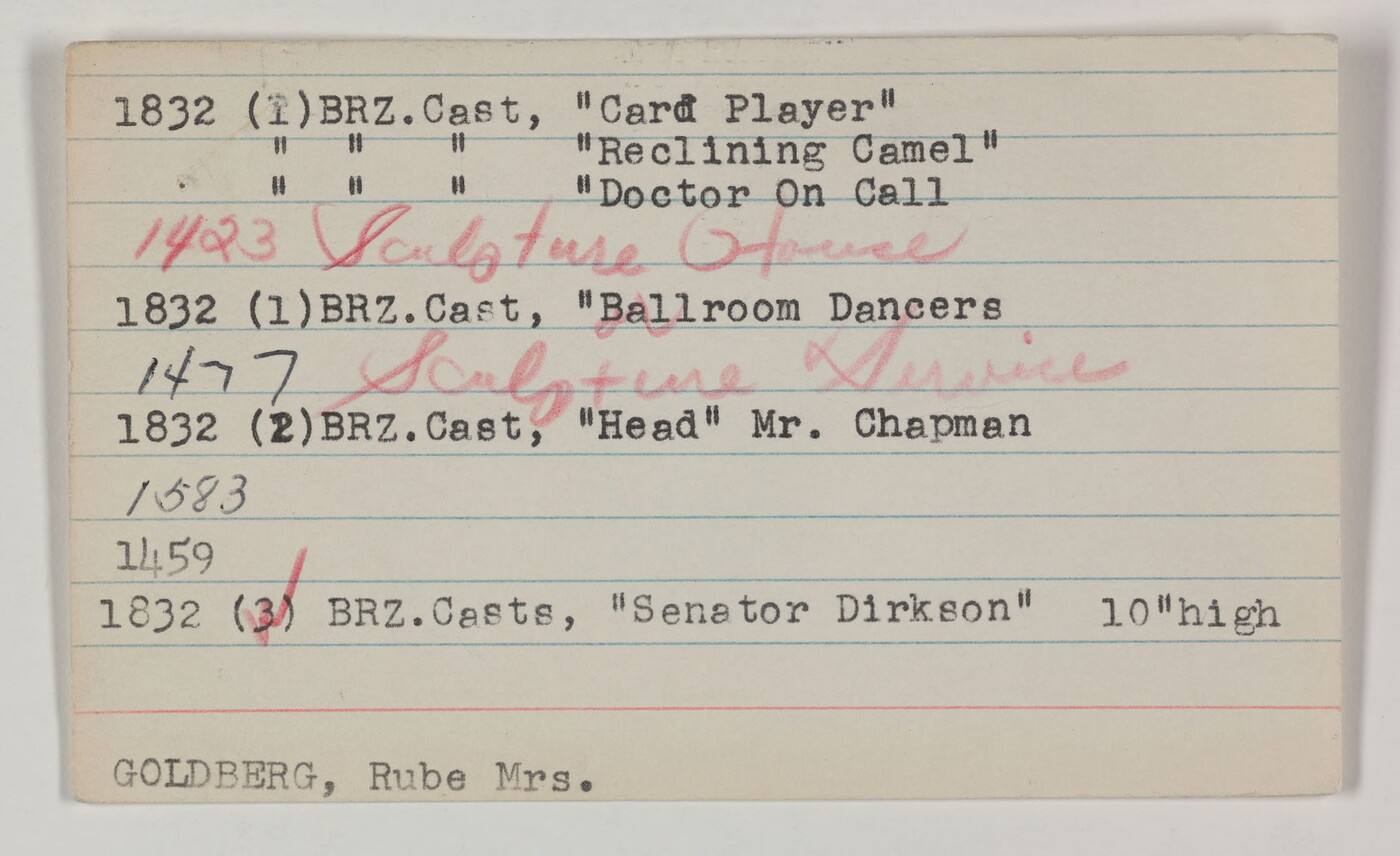 1832 (1)BRZ.Cast, "Card Player"
" " " "Reclining Camel"
" " " "Doctor On Call
1423 Sculpture House
1832 (1)BRZ.Cast, "Ballroom Dancers
or
1477 Sculpture Service
1832 (2)BRZ.Cast, "Head" Mr. Chapman
1583
1459
1832 (3) BRZ.Casts, "Senator Dirkson" 10"high
GOLDBERG, Rube Mrs.